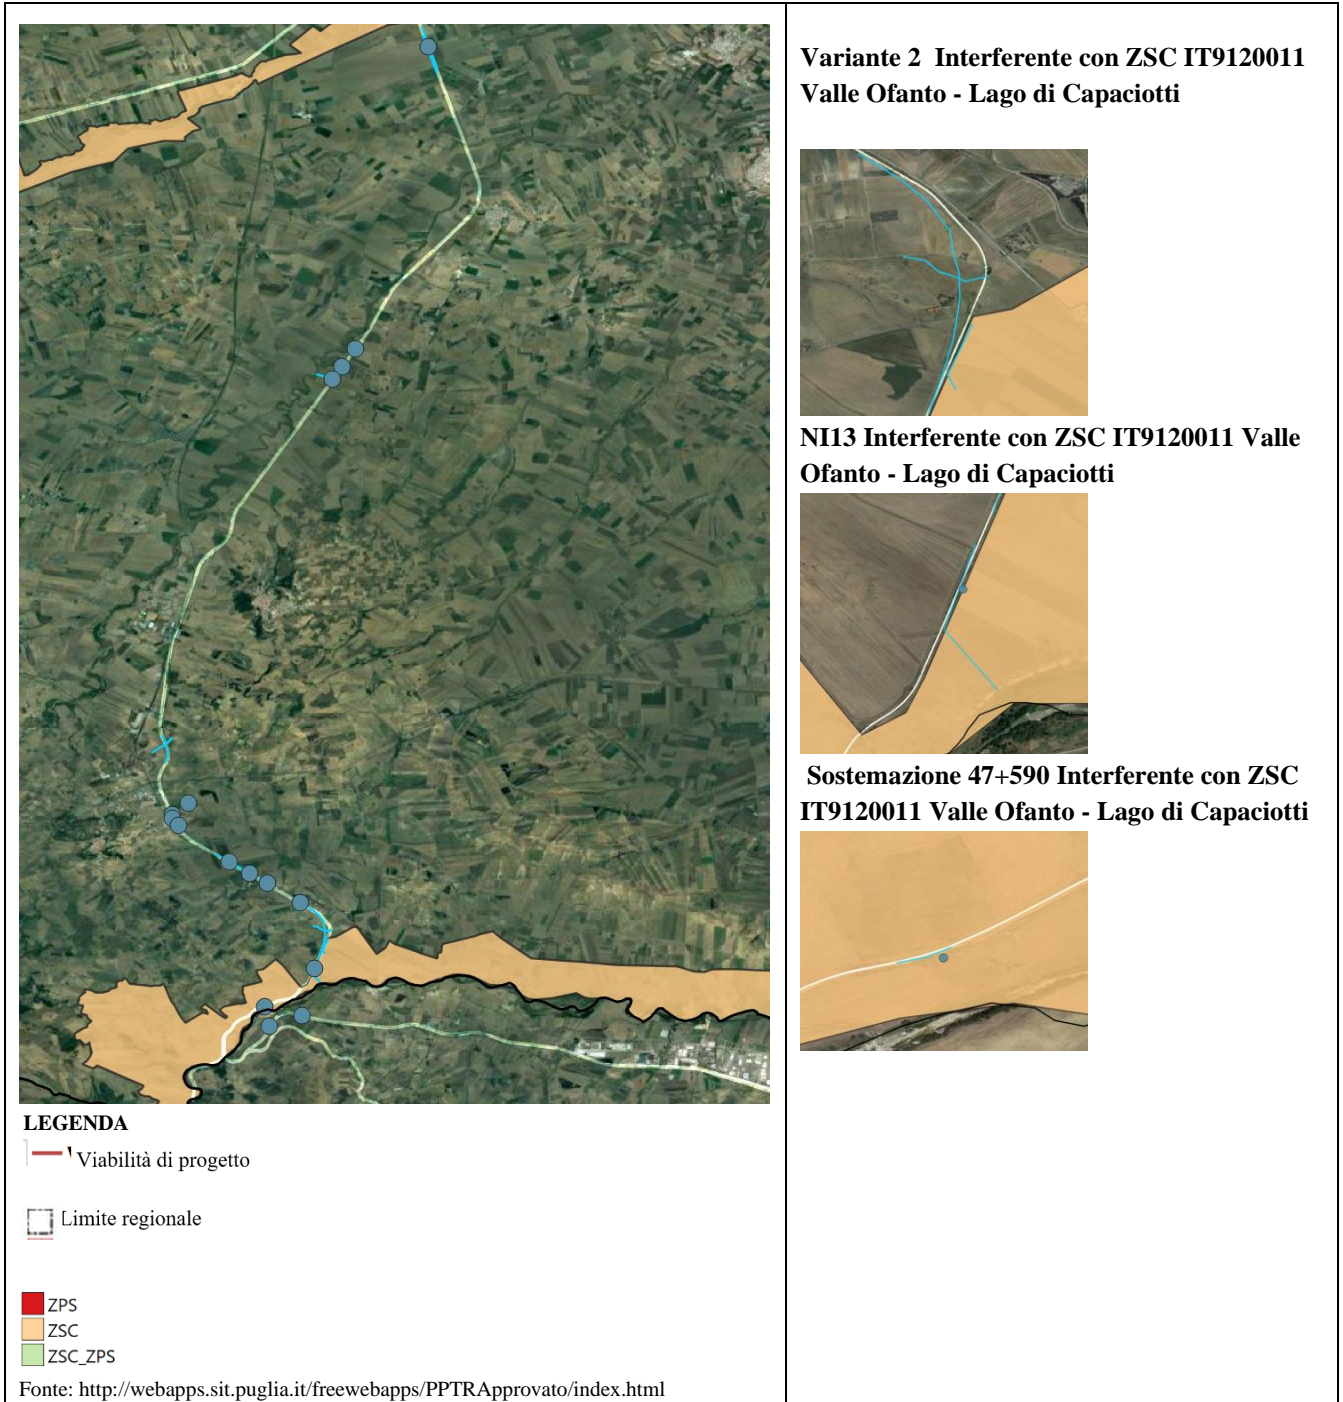 LEGENDA
Viabilità di progetto
Limite regionale
ZPS
ZSC
ZSC_ZPS
Fonte: http://webapps.sit.puglia.it/freewebapps/PPTRApprovato/index.html
Variante 2 Interferente con ZSC IT9120011
Valle Ofanto - Lago di Capaciotti
NI13 Interferente con ZSC IT9120011 Valle
Ofanto - Lago di Capaciotti
Sostemazione 47+590 Interferente con ZSC
IT9120011 Valle Ofanto - Lago di Capaciotti